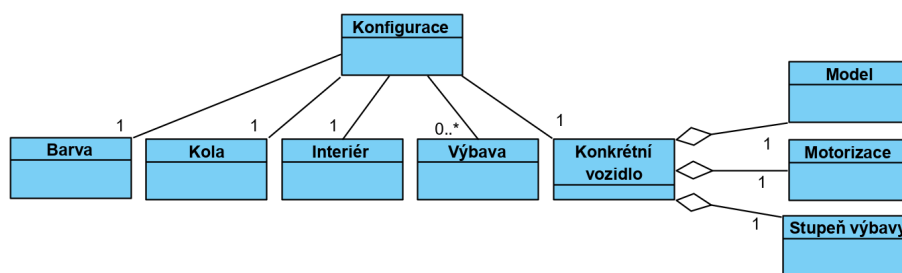 Konfigurace
Model
1
1
1
0..*
1
1
Barva
Kola
Interiér
Výbava
Konkrétní
vozidlo
Motorizace
1
Stupeň výbavy
1